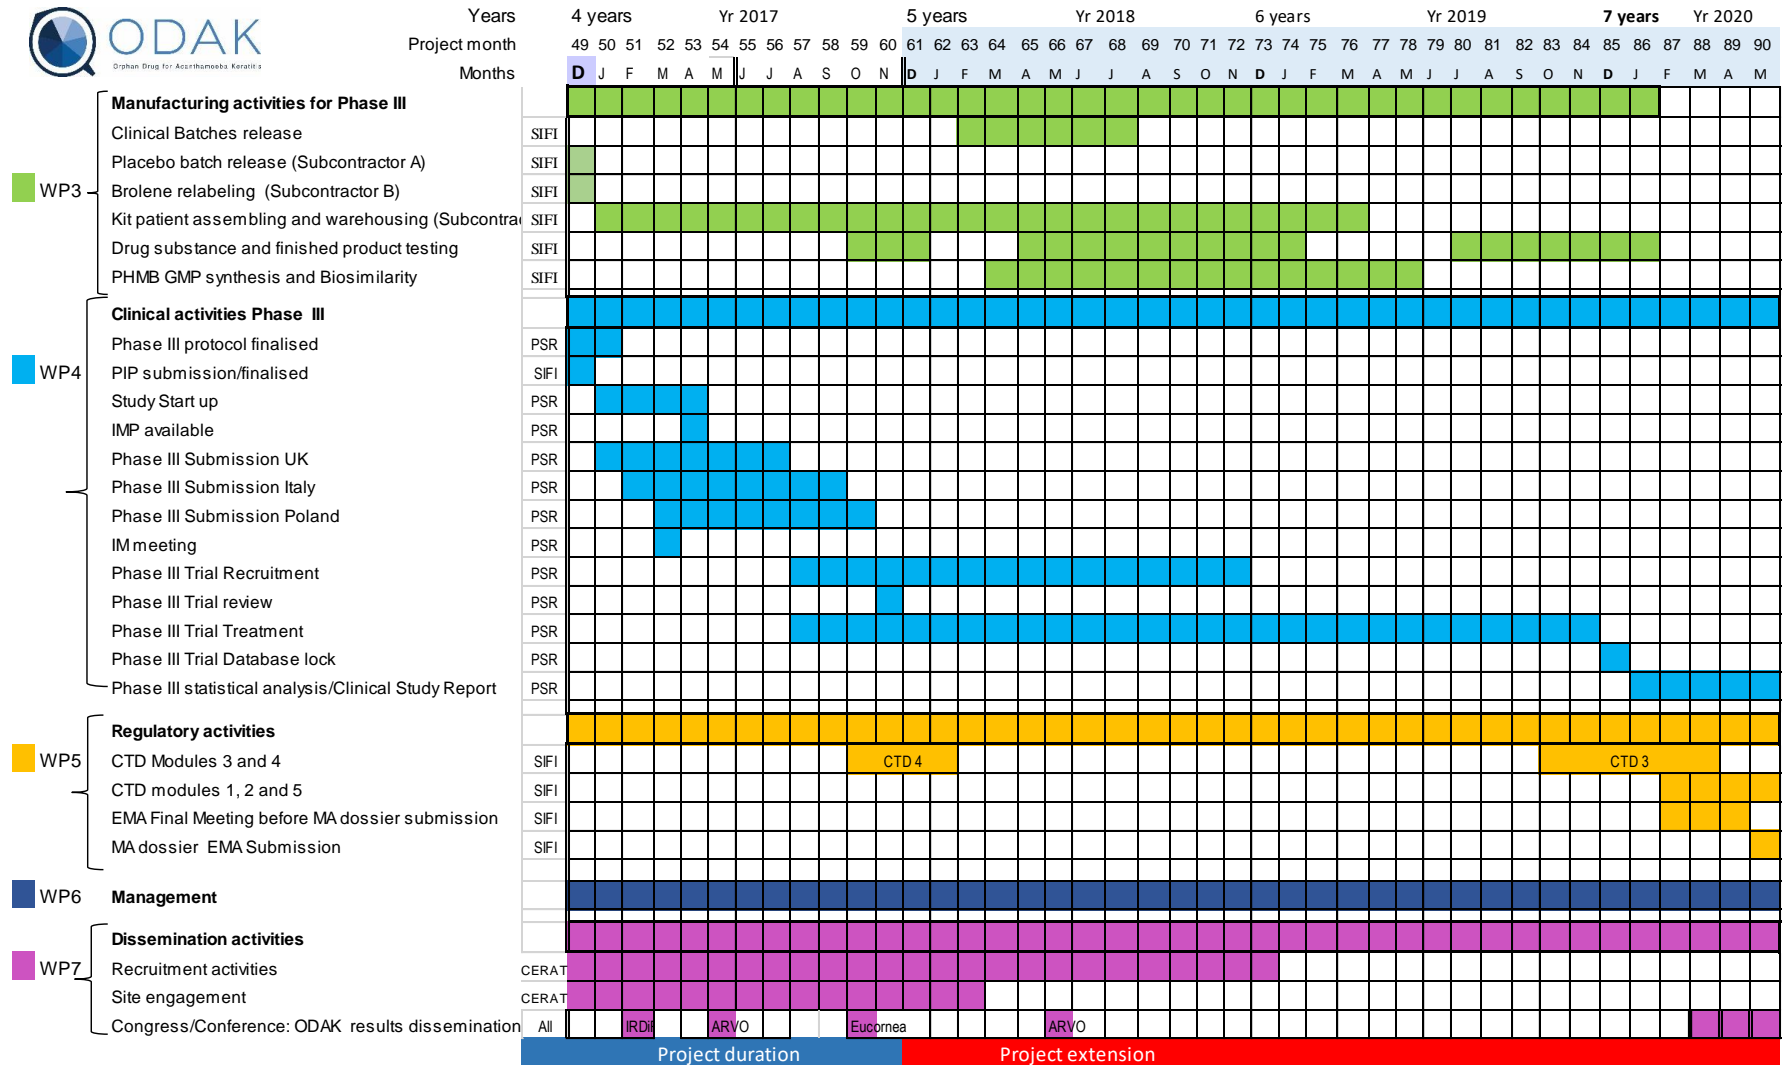 ODAK
Orphan Drug for Acanthamoeba Keratitis
Years 4 years Yr 2017 5 years Yr 2018 6 years Yr 2019 7 years Yr 2020
Project month 49 50 51 52 53 54 55 56 57 58 59 60 61 62 63 64 65 66 67 68 69 70 71 72 73 74 75 76 77 78 79 80 81 82 83 84 85 86 87 88 89 90
Months D J F M A M J J A S O N D J F M A M J J A S O N D J F M A M J J A S O N D J F M A M
Manufacturing activities for Phase III
Clinical Batches release SIFI
Placebo batch release (Subcontractor A) SIFI
WP3 Brolene relabeling (Subcontractor B) SIFI
Kit patient assembling and warehousing (Subcontra SIFI
Drug substance and finished product testing SIFI
PHMB GMP synthesis and Biosimilarity SIFI
Clinical activities Phase III
Phase III protocol finalised PSR
WP4 PIP submission/finalised SIFI
Study Start up PSR
IMP available PSR
Phase III Submission UK PSR
Phase III Submission Italy PSR
Phase III Submission Poland PSR
IM meeting PSR
Phase III Trial Recruitment PSR
Phase III Trial review PSR
Phase III Trial Treatment PSR
Phase III Trial Database lock PSR
Phase III statistical analysis/Clinical Study Report PSR
Regulatory activities
WP5 CTD Modules 3 and 4 SIFI CTD 4 CTD 3
CTD modules 1, 2 and 5 SIFI
EMA Final Meeting before MA dossier submission SIFI
MA dossier EMA Submission SIFI
WP6 Management
Dissemination activities
WP7 Recruitment activities CERAT
Site engagement CERAT
Congress/Conference: ODAK results dissemination All IRDiR ARVO Eucornea ARVO
Project duration Project extension